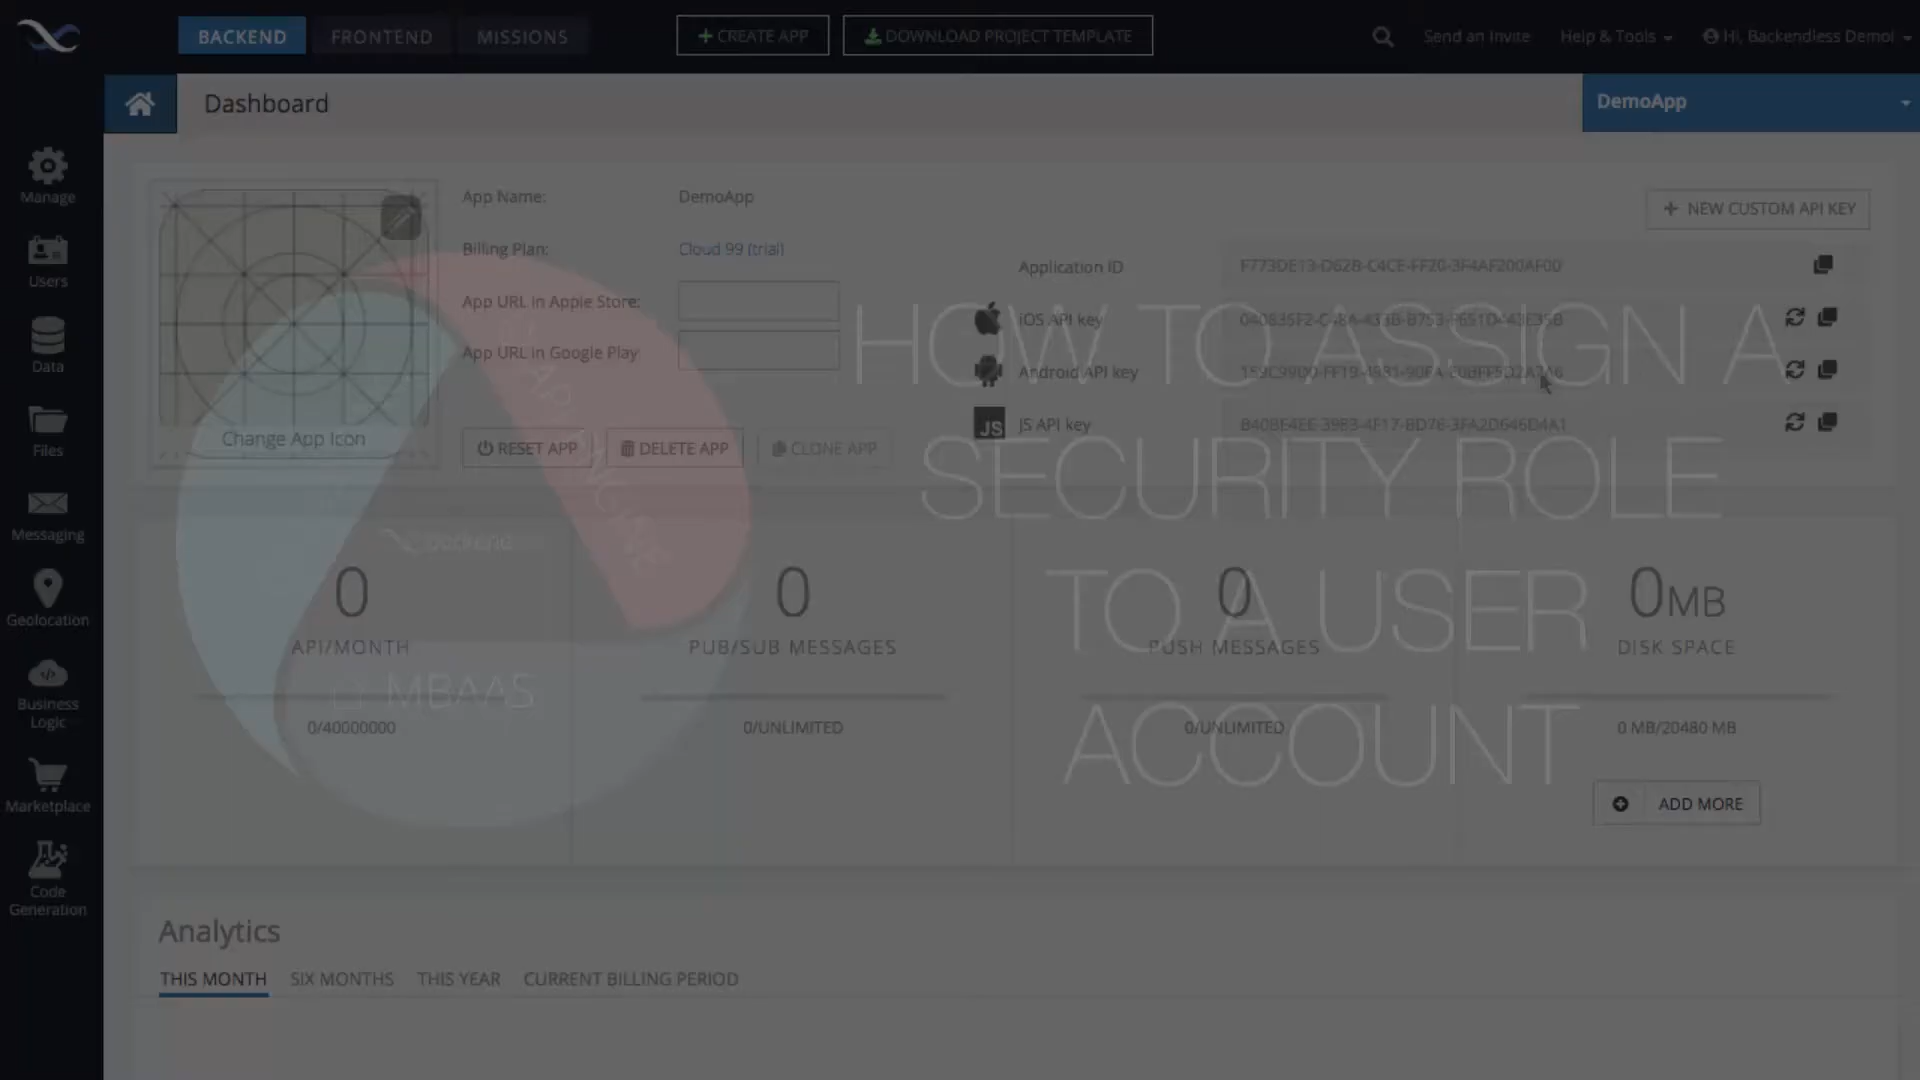 BACKEND
FRONTEND
MISSIONS
CREATE APP
DOWNLOAD PROJECT TEMPLATE
Send an Invite
Help & Tools
Hi, Backendless Demo!
Dashboard
DemoApp
Manage
Users
Data
Files
Messaging
Geolocation
Business
Logic
Marketplace
Code
Generation
Change App Icon
App Name:
DemoApp
Billing Plan:
Cloud 99 (trial)
App URL in Apple Store:
App URL in Google Play:
RESET APP
DELETE APP
CLONE APP
NEW CUSTOM API KEY
Application ID
F773DE13-D62B-C4CE-FF20-3F4AF200AF00
iOS API key
Android API key
JS
JS API key
HOW TO ASSIGN A
SECURITY ROLE
TO A USER
ACCOUNT
MBAAS
0
API/MONTH
0/40000000
0
PUB/SUB MESSAGES
0/UNLIMITED
0
PUSH MESSAGES
0/UNLIMITED
0MB
DISK SPACE
0 MB/20480 MB
ADD MORE
Analytics
THIS MONTH
SIX MONTHS
THIS YEAR
CURRENT BILLING PERIOD